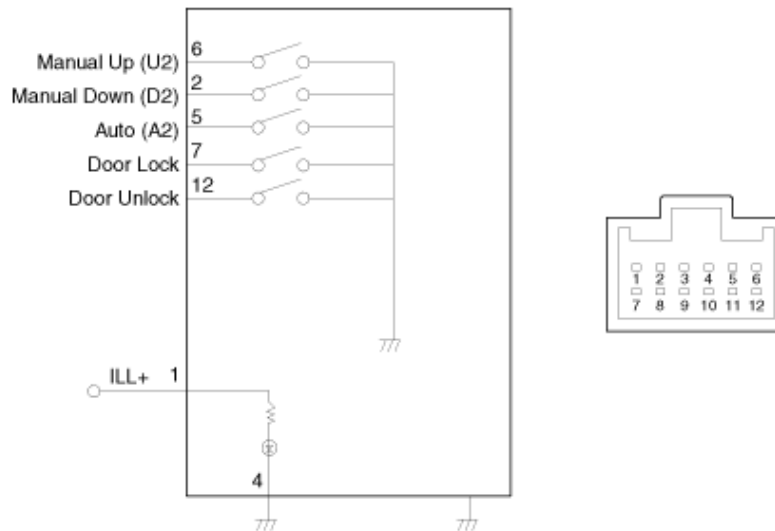 Manual Up (U2) 6
Manual Down (D2) 2
Auto (A2) 5
Door Lock 7
Door Unlock 12
ILL+ 1
4
1 2 3 4 5 6
7 8 9 10 11 12